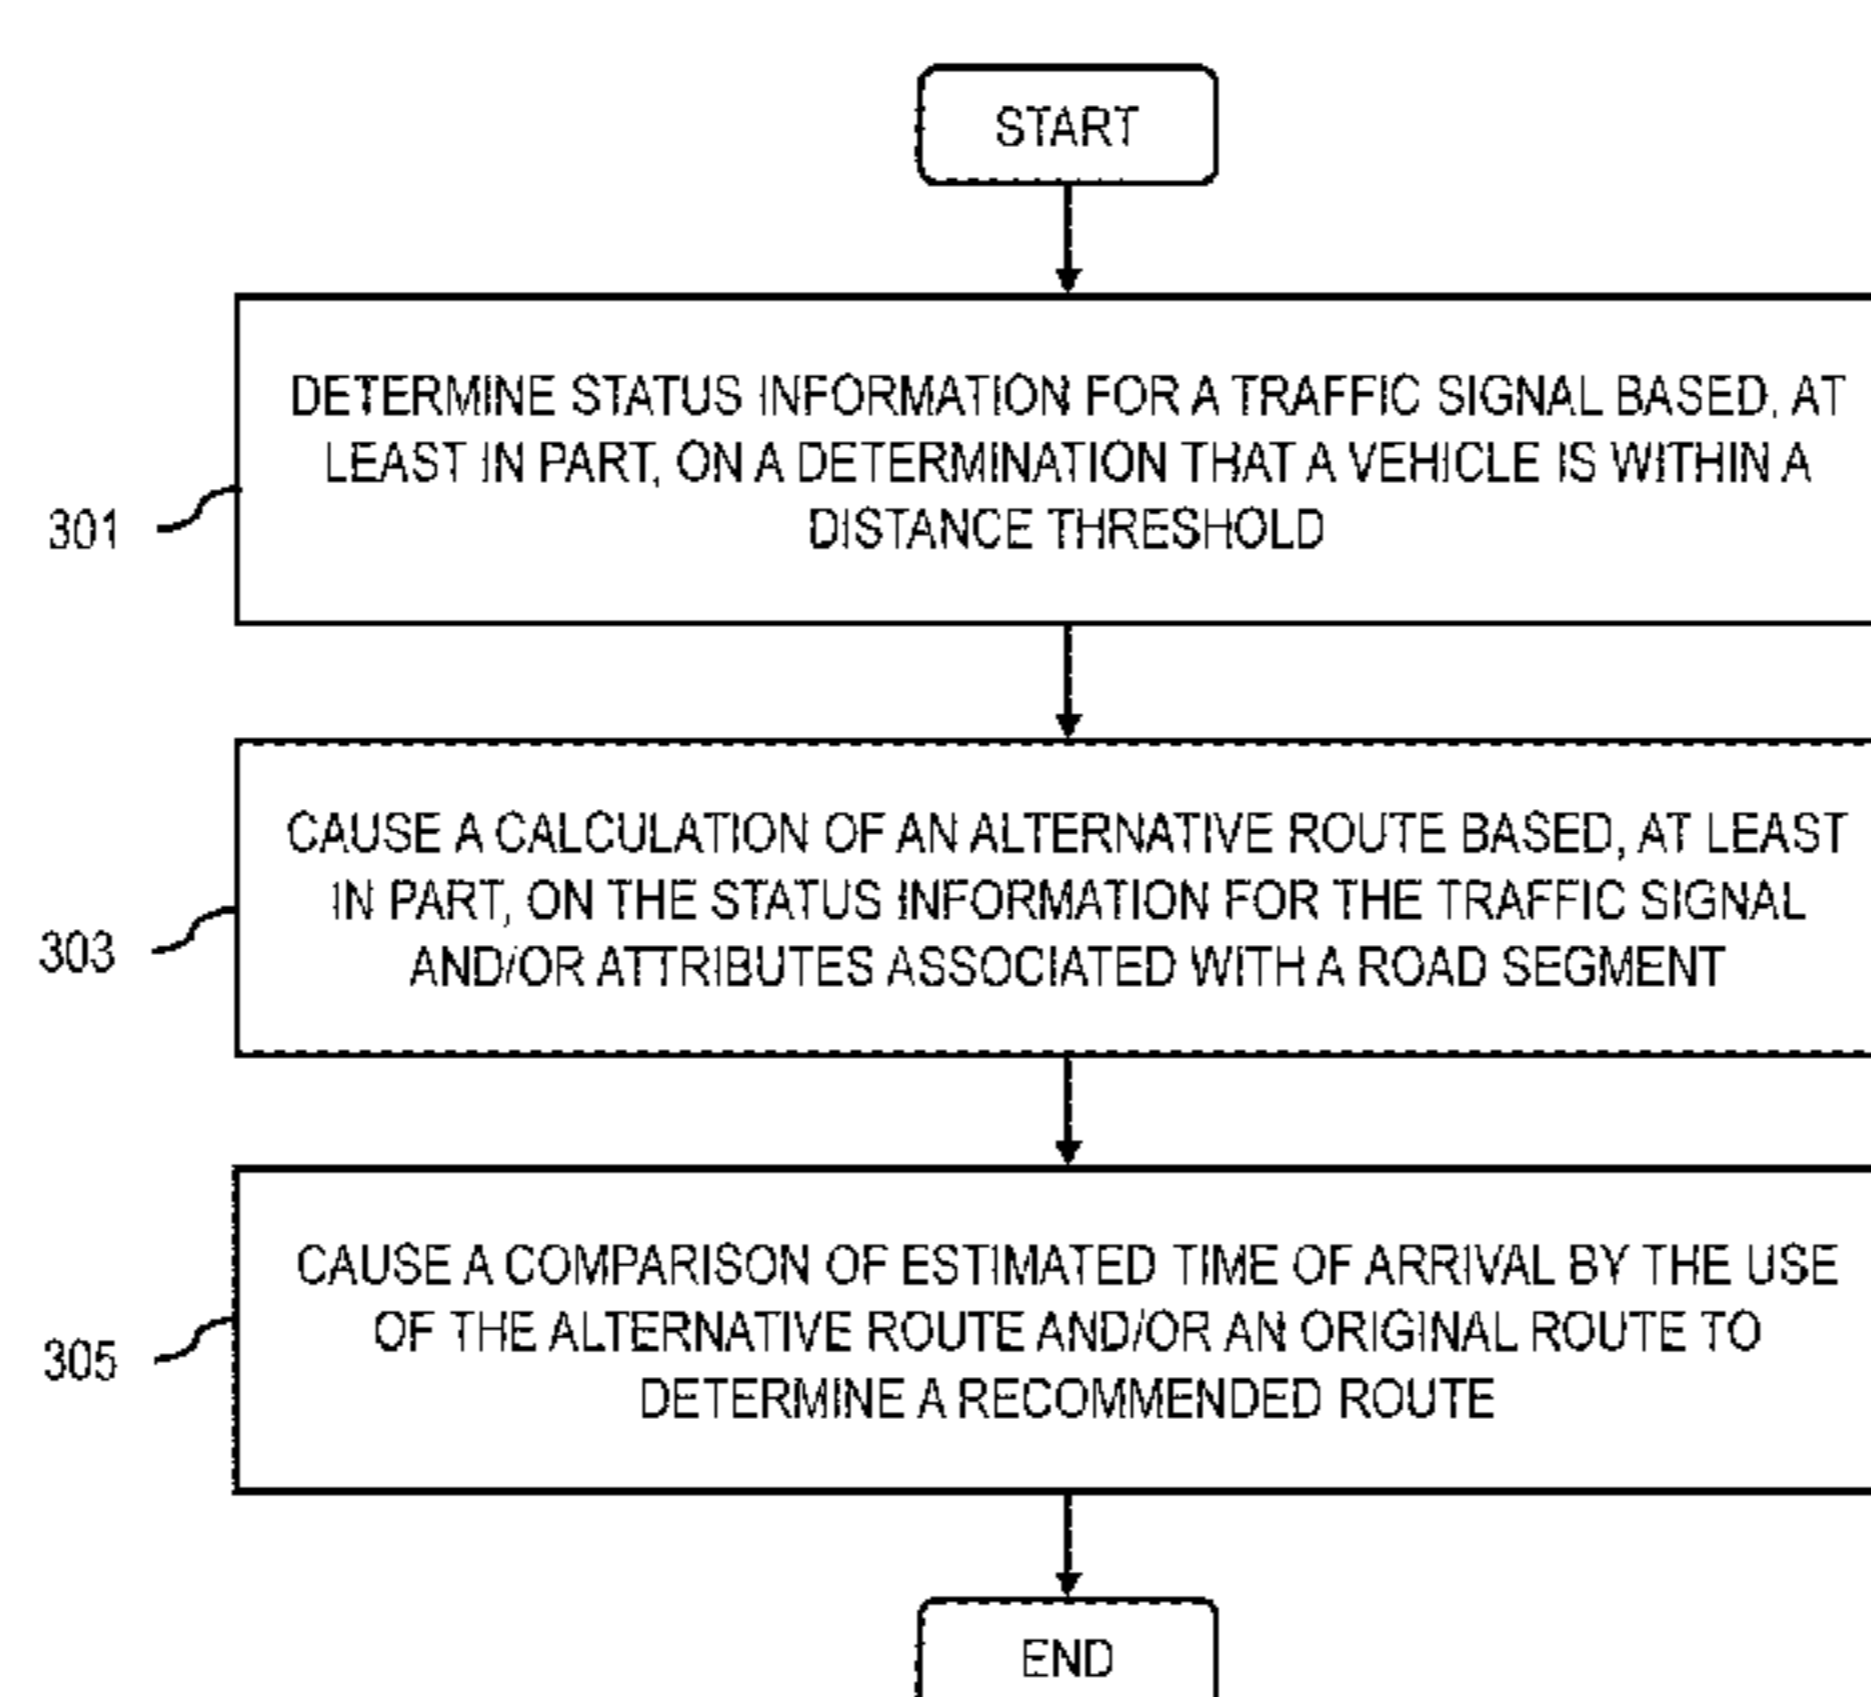 START
DETERMINE STATUS INFORMATION FOR A TRAFFIC SIGNAL BASED, AT
LEAST IN PART, ON A DETERMINATION THAT A VEHICLE IS WITHIN A
DISTANCE THRESHOLD
301
CAUSE A CALCULATION OF AN ALTERNATIVE ROUTE BASED, AT LEAST
IN PART, ON THE STATUS INFORMATION FOR THE TRAFFIC SIGNAL
AND/OR ATTRIBUTES ASSOCIATED WITH A ROAD SEGMENT
303
CAUSE A COMPARISON OF ESTIMATED TIME OF ARRIVAL BY THE USE
OF THE ALTERNATIVE ROUTE AND/OR AN ORIGINAL ROUTE TO
DETERMINE A RECOMMENDED ROUTE
305
END